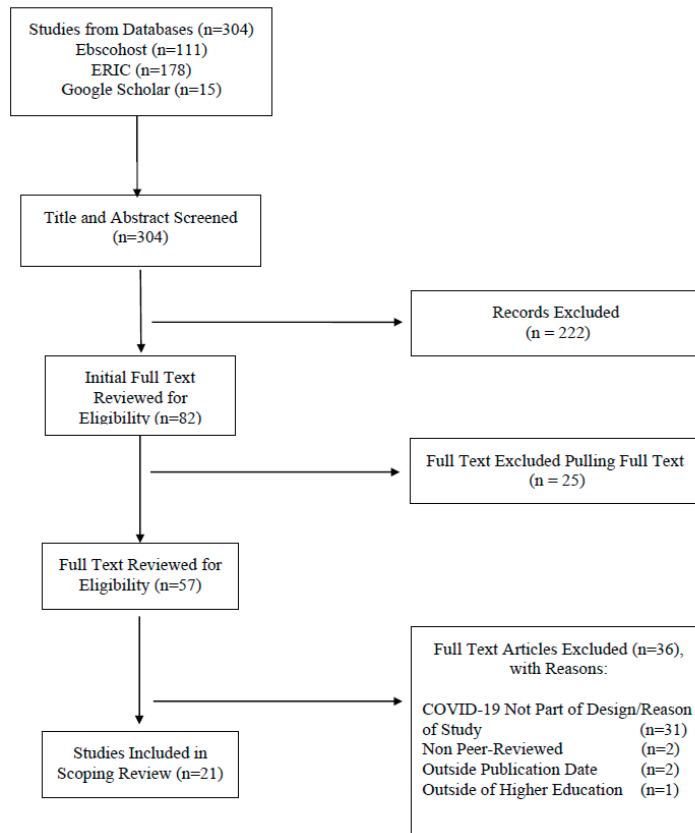 Studies from Databases (n=304)
Ebscohost (n=111)
ERIC (n=178)
Google Scholar (n=15)
Title and Abstract Screened
(n=304)
Records Excluded
(n = 222)
Initial Full Text
Reviewed for
Eligibility (n=82)
Full Text Excluded Pulling Full Text
(n = 25)
Full Text Reviewed for
Eligibility (n=57)
Full Text Articles Excluded (n=36),
with Reasons:
COVID-19 Not Part of Design/Reason
of Study (n=31)
Non Peer-Reviewed (n=2)
Outside Publication Date (n=2)
Outside of Higher Education (n=1)
Studies Included in
Scoping Review (n=21)